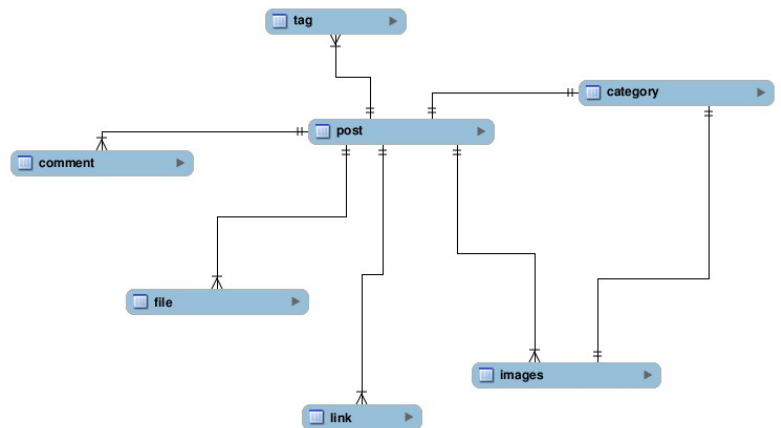 tag
category
post
comment
file
images
link